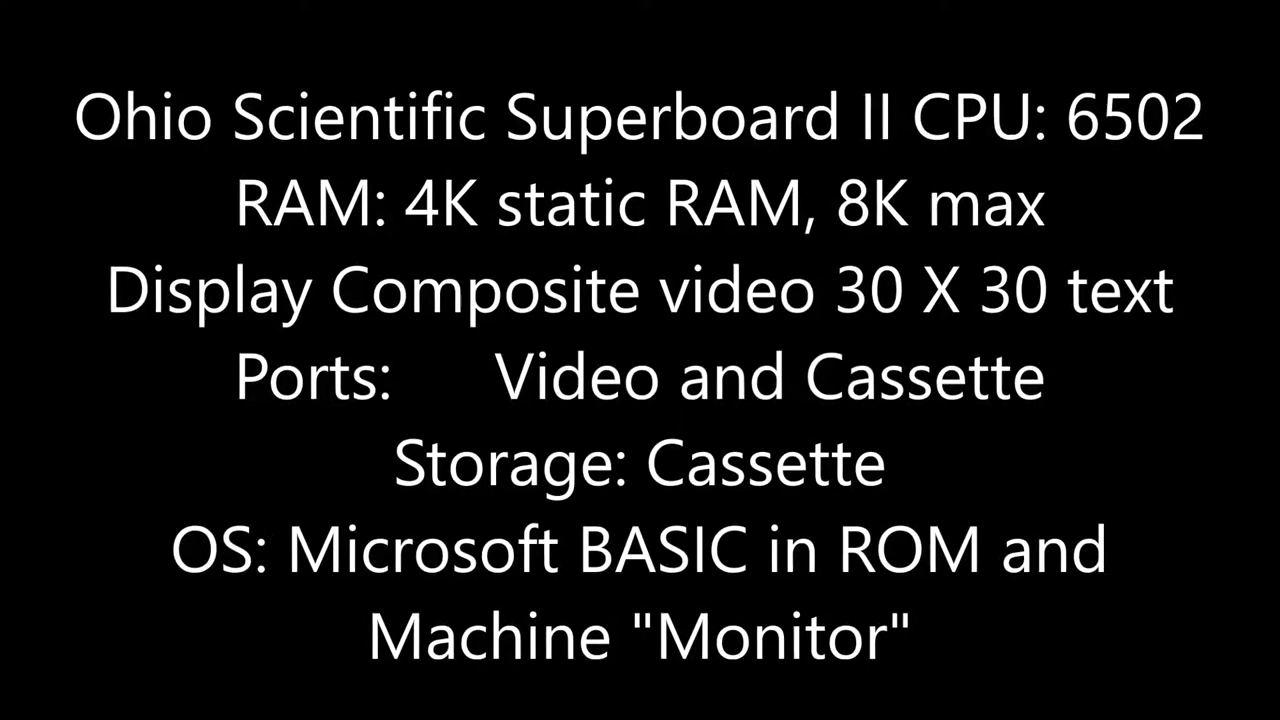 Ohio Scientific Superboard II CPU: 6502
RAM: 4K static RAM, 8K max
Display Composite video 30 X 30 text
Ports: Video and Cassette
Storage: Cassette
OS: Microsoft BASIC in ROM and
Machine "Monitor"